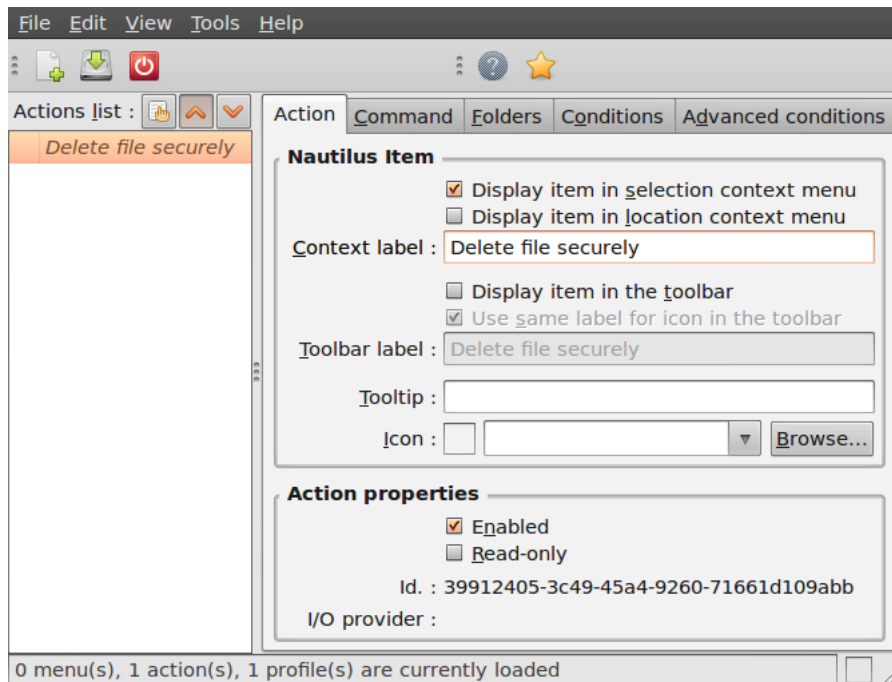 File Edit View Tools Help
Actions list :
Delete file securely
Action Command Folders Conditions Advanced conditions
Nautilus Item
Display item in selection context menu
Display item in location context menu
Context label : Delete file securely
Display item in the toolbar
Use same label for icon in the toolbar
Toolbar label : Delete file securely
Tooltip :
Icon : Browse...
Action properties
Enabled
Read-only
Id. : 39912405-3c49-45a4-9260-71661d109abb
I/O provider :
0 menu(s), 1 action(s), 1 profile(s) are currently loaded